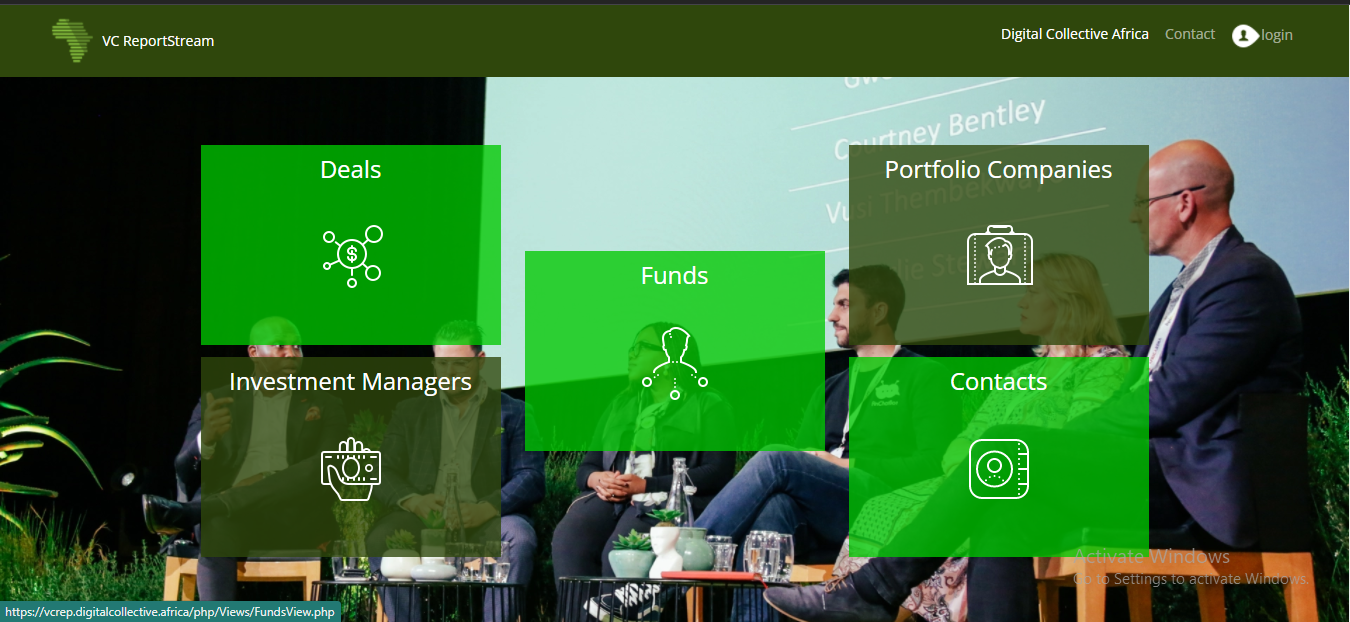 VC ReportStream
Digital Collective Africa
Contact
login
Courtney Bentley
Vusi Thembekwayo
Deals
Portfolio Companies
Funds
Investment Managers
Contacts
Activate Windows
Go to Settings to activate Windows.
https://vcrep.digitalcollective.africa/php/Views/FundsView.php